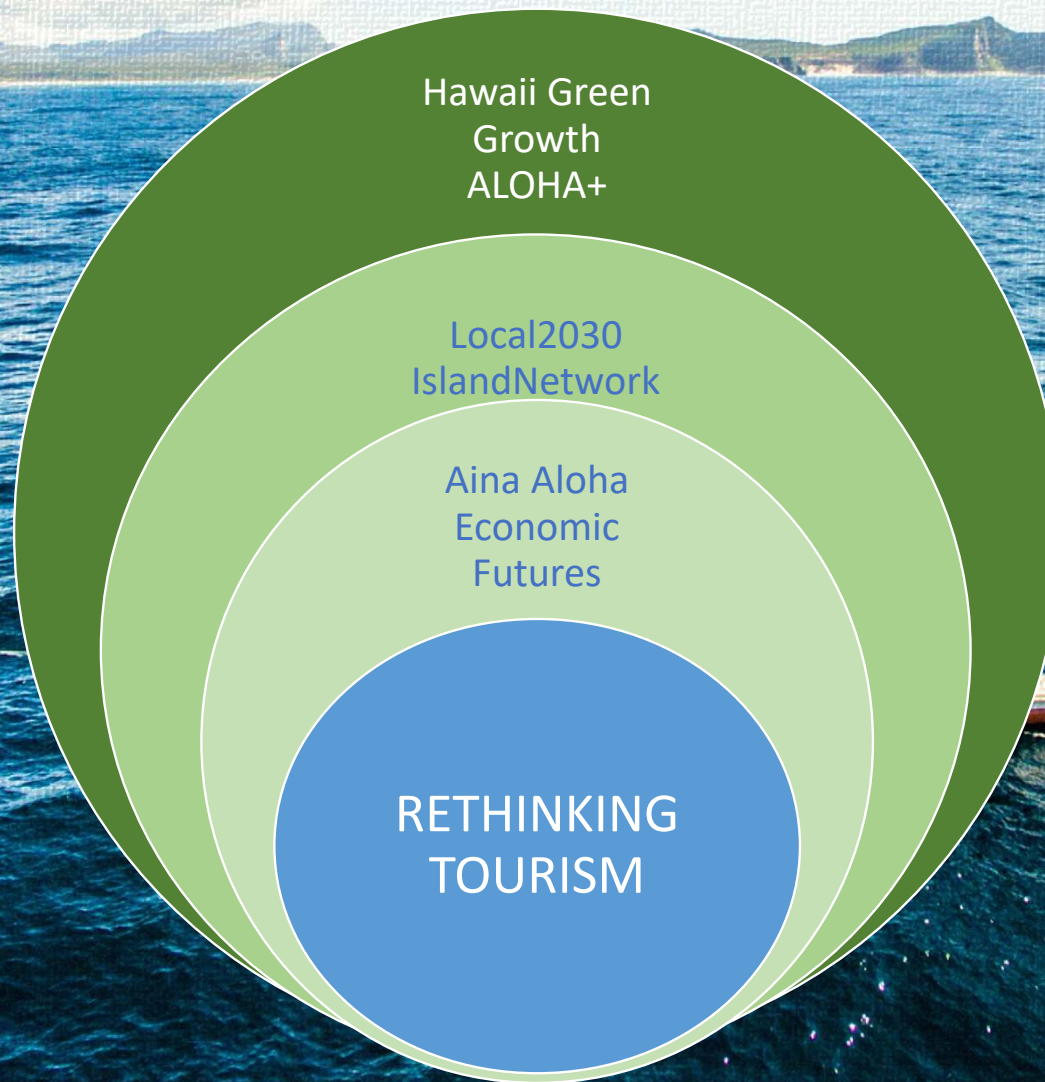 Hawaii Green
Growth
ALOHA+
Local2030
IslandNetwork
Aina Aloha
Economic
Futures
RETHINKING
TOURISM